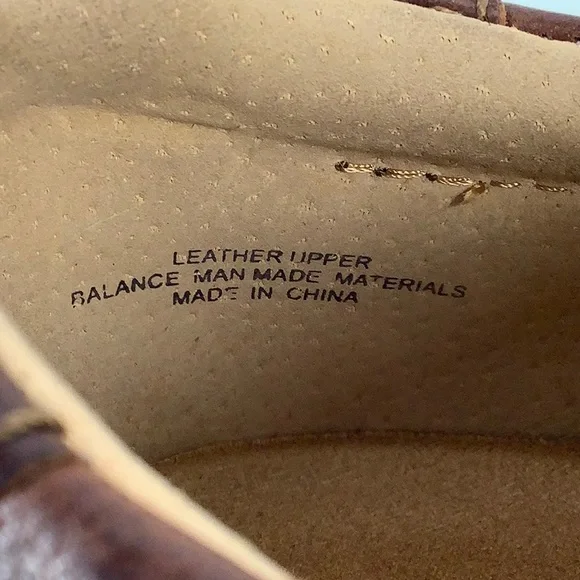 LEATHER UPPER
BALANCE MAN MADE MATERIALS
MADE IN CHINA